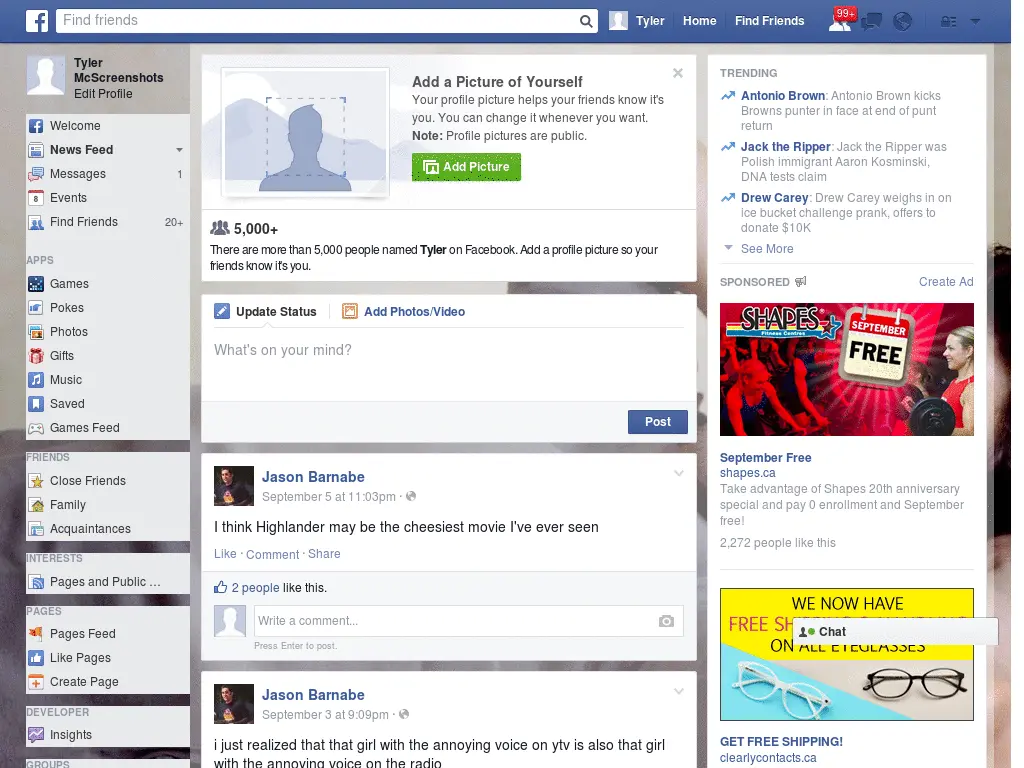 Find friends
Tyler
Home
Find Friends
99+
Tyler
McScreenshots
Edit Profile
Welcome
News Feed
Messages 1
Events
Find Friends 20+
APPS
Games
Pokes
Photos
Gifts
Music
Saved
Games Feed
FRIENDS
Close Friends
Family
Acquaintances
INTERESTS
Pages and Public ...
PAGES
Pages Feed
Like Pages
Create Page
DEVELOPER
Insights
GROUPS
Add a Picture of Yourself
Your profile picture helps your friends know it's
you. You can change it whenever you want.
Note: Profile pictures are public.
Add Picture
5,000+
There are more than 5,000 people named Tyler on Facebook. Add a profile picture so your
friends know it's you.
Update Status
Add Photos/Video
What's on your mind?
Post
Jason Barnabe
September 5 at 11:03pm ·
I think Highlander may be the cheesiest movie I've ever seen
Like · Comment · Share
2 people like this.
Write a comment...
Press Enter to post.
Jason Barnabe
September 3 at 9:09pm ·
i just realized that that girl with the annoying voice on ytv is also that girl
with the annoying voice on the radio
TRENDING
Antonio Brown: Antonio Brown kicks
Browns punter in face at end of punt
return
Jack the Ripper: Jack the Ripper was
Polish immigrant Aaron Kosminski,
DNA tests claim
Drew Carey: Drew Carey weighs in on
ice bucket challenge prank, offers to
donate $10K
See More
SPONSORED
Create Ad
SHAPES
Fitness Centres
SEPTEMBER
FREE
September Free
shapes.ca
Take advantage of Shapes 20th anniversary
special and pay 0 enrollment and September
free!
2,272 people like this
WE NOW HAVE
FREE
Chat
ON ALL EYEGLASSES
GET FREE SHIPPING!
clearlycontacts.ca